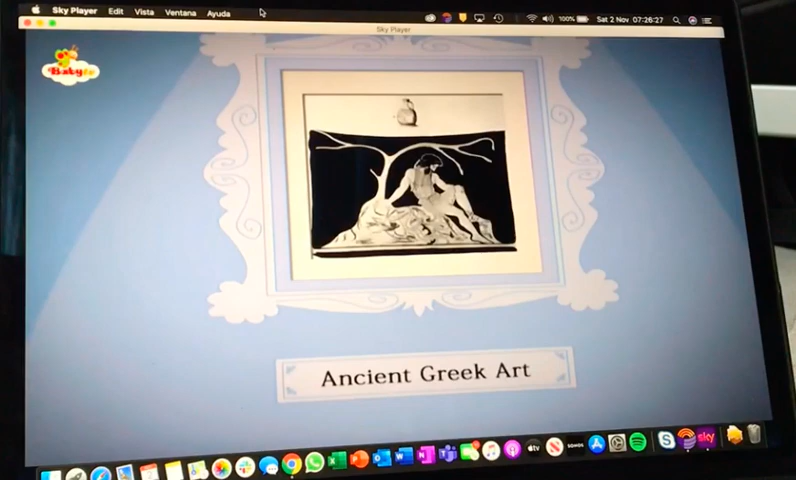 Sky Player Edit Vista Ventana Ayuda 100% Sat 2 Nov 07:26:27
Sky Player
Babytv
Ancient Greek Art
sky